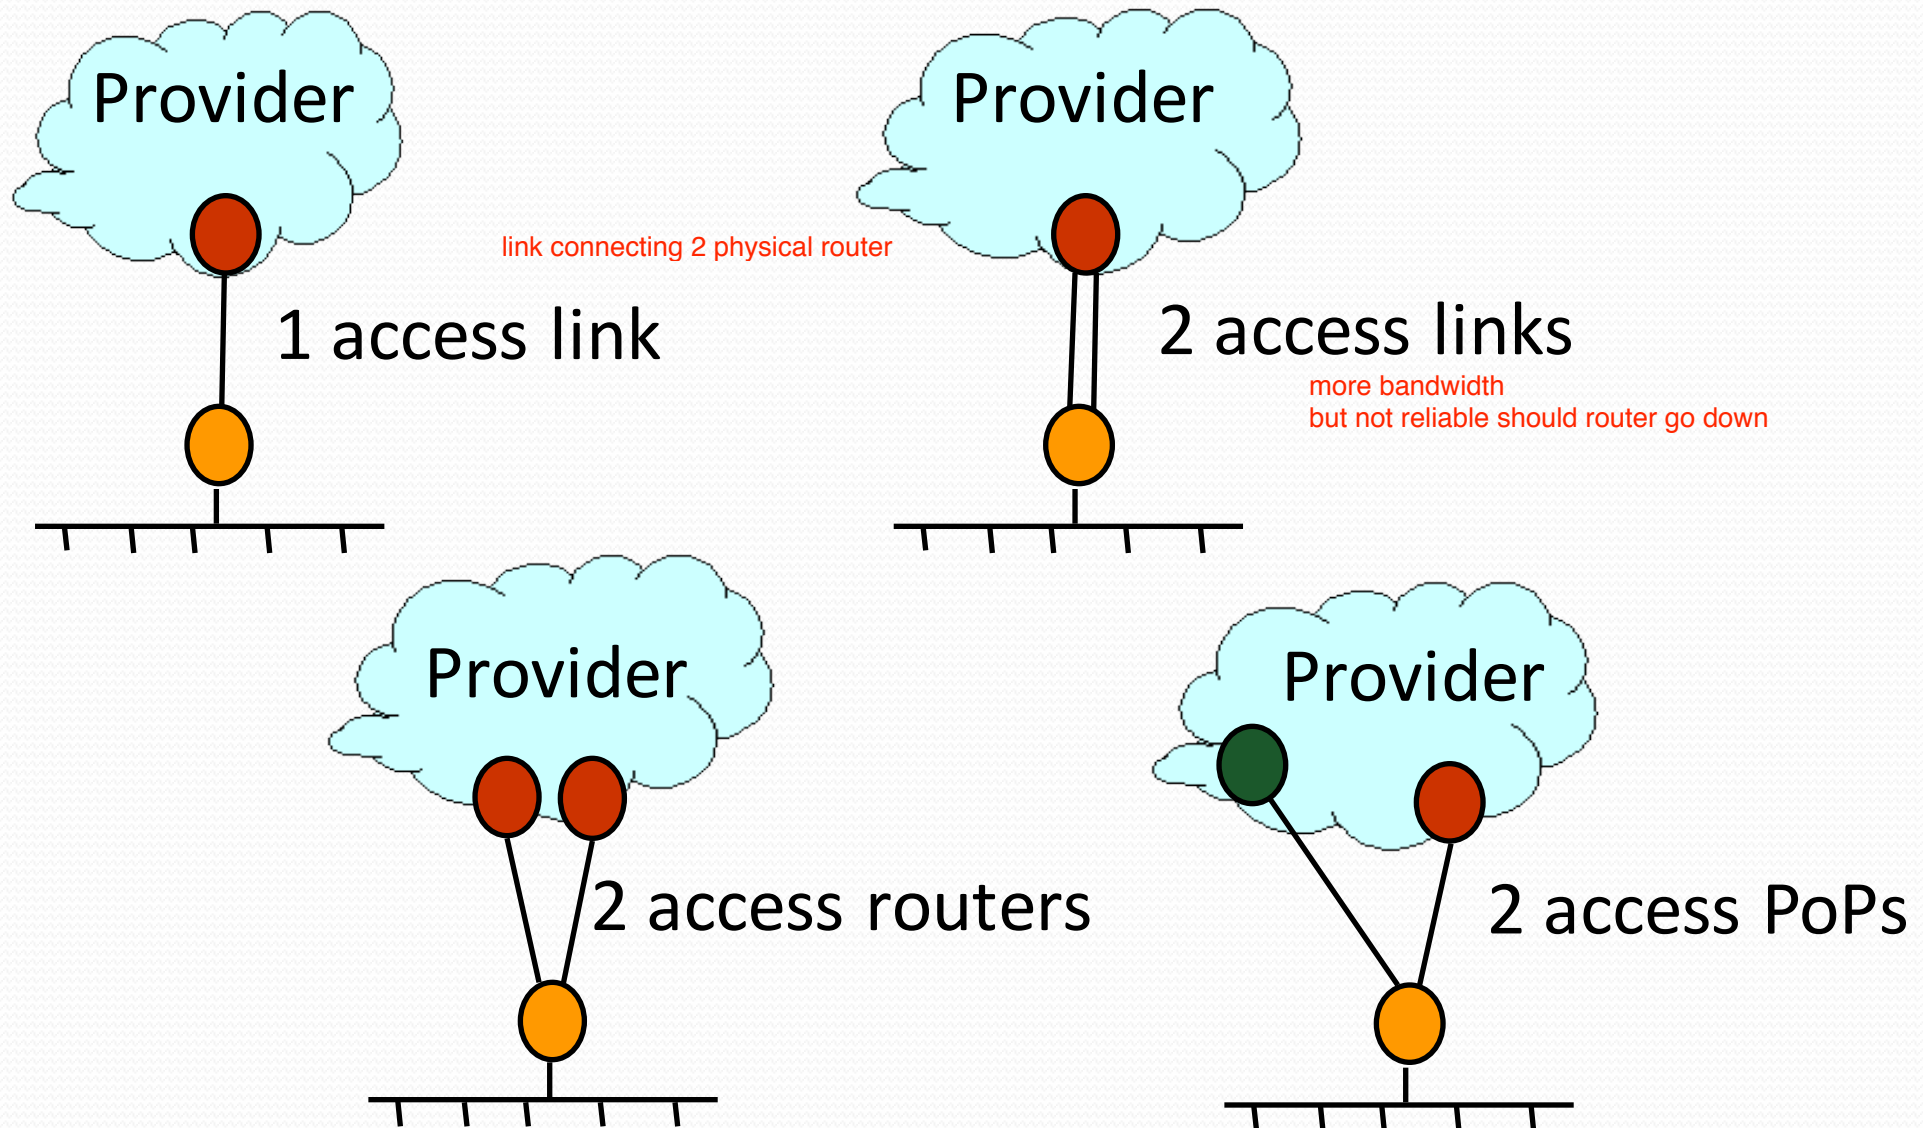 Provider
Provider
link connecting 2 physical router
1 access link
2 access links
more bandwidth
but not reliable should router go down
Provider
Provider
2 access routers
2 access PoPs